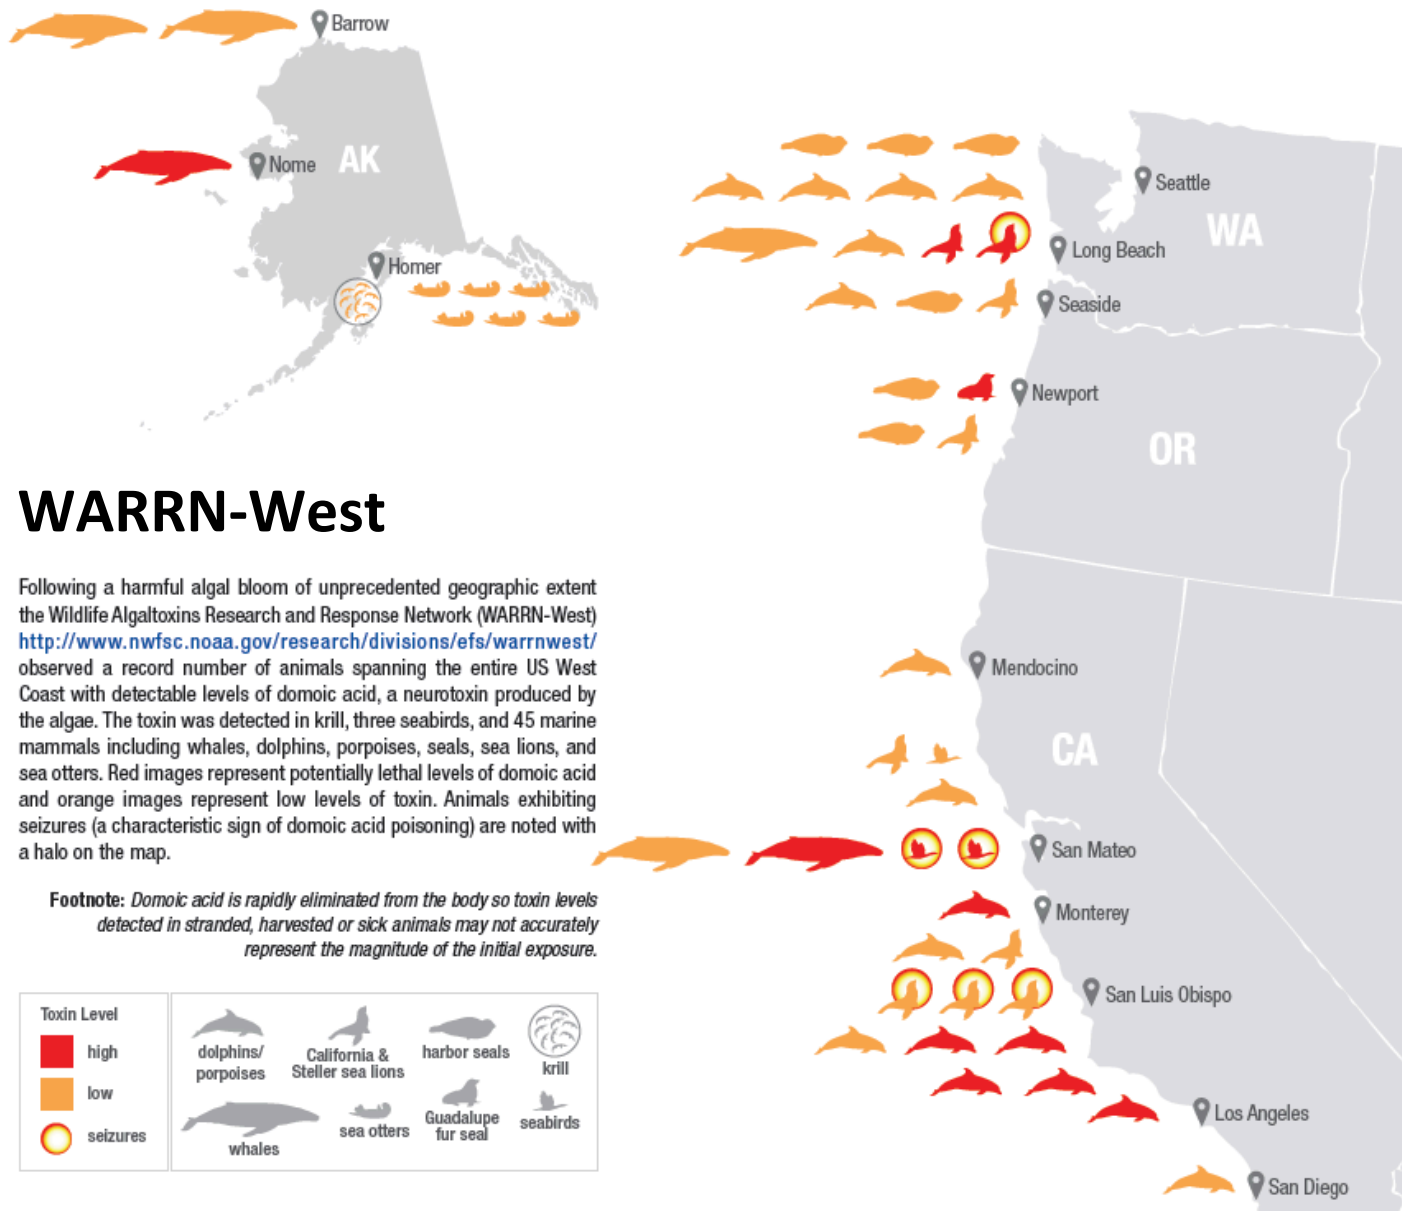 Barrow
AK
Nome
Homer
Seattle
WA
Long Beach
Seaside
Newport
OR
Mendocino
CA
San Mateo
Monterey
San Luis Obispo
Los Angeles
San Diego
WARRN-West
Following a harmful algal bloom of unprecedented geographic extent
the Wildlife Algaltoxins Research and Response Network (WARRN-West)
http://www.nwfsc.noaa.gov/research/divisions/efs/warrnwest/
observed a record number of animals spanning the entire US West
Coast with detectable levels of domoic acid, a neurotoxin produced by
the algae. The toxin was detected in krill, three seabirds, and 45 marine
mammals including whales, dolphins, porpoises, seals, sea lions, and
sea otters. Red images represent potentially lethal levels of domoic acid
and orange images represent low levels of toxin. Animals exhibiting
seizures (a characteristic sign of domoic acid poisoning) are noted with
a halo on the map.
Footnote: Domoic acid is rapidly eliminated from the body so toxin levels
detected in stranded, harvested or sick animals may not accurately
represent the magnitude of the initial exposure.
Toxin Level
high
low
seizures
dolphins/
porpoises
California &
Steller sea lions
harbor seals
krill
whales
sea otters
Guadalupe
fur seal
seabirds